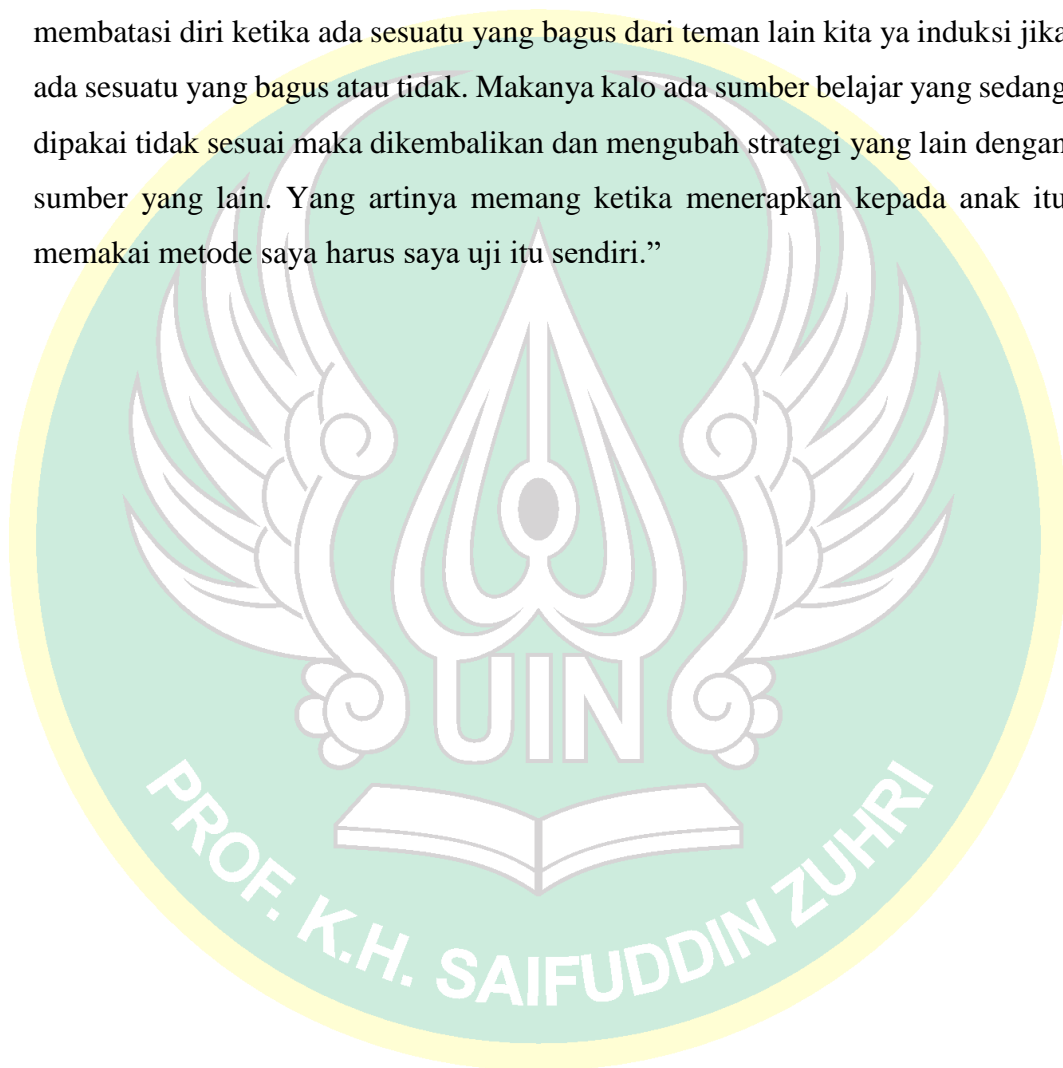 membatasi diri ketika ada sesuatu yang bagus dari teman lain kita ya induksi jika
ada sesuatu yang bagus atau tidak. Makanya kalo ada sumber belajar yang sedang
dipakai tidak sesuai maka dikembalikan dan mengubah strategi yang lain dengan
sumber yang lain. Yang artinya memang ketika menerapkan kepada anak itu
memakai metode saya harus saya uji itu sendiri.”
UIN
PROF. K.H. SAIFUDDIN ZUHRI